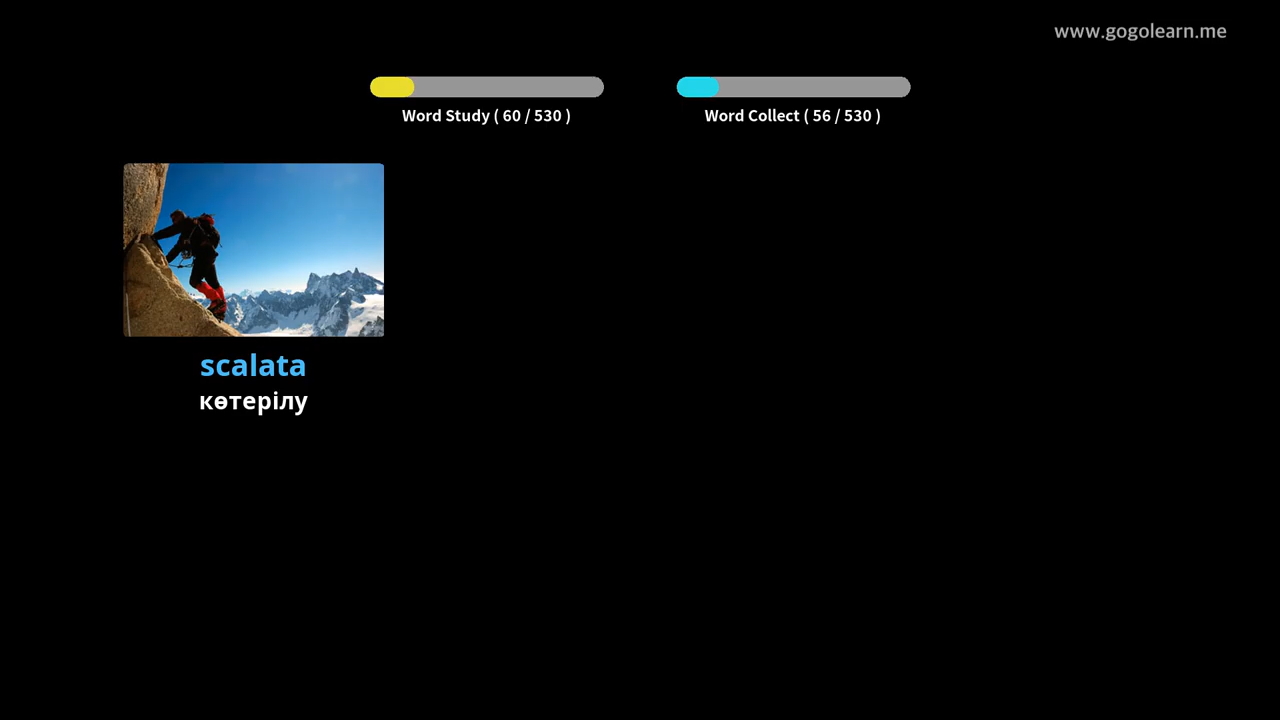 www.gogolearn.me
Word Study ( 60 / 530 )
Word Collect ( 56 / 530 )
scalata
көтерілу